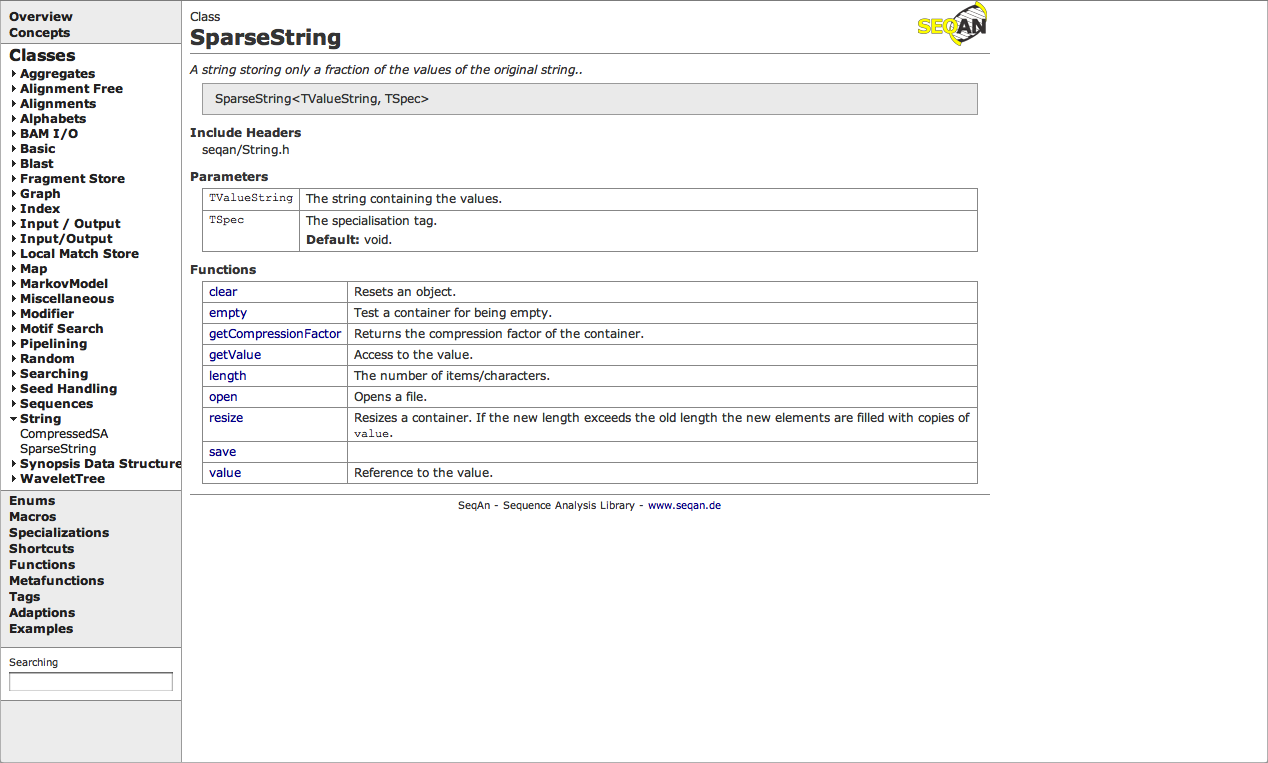 Overview
Concepts
Classes
Aggregates
Alignment Free
Alignments
Alphabets
BAM I/O
Basic
Blast
Fragment Store
Graph
Index
Input / Output
Input/Output
Local Match Store
Map
MarkovModel
Miscellaneous
Modifier
Motif Search
Pipelining
Random
Searching
Seed Handling
Sequences
String
CompressedSA
SparseString
Synopsis Data Structure
WaveletTree
Enums
Macros
Specializations
Shortcuts
Functions
Metafunctions
Tags
Adaptions
Examples
Searching
Class
SparseString
SEQAN
A string storing only a fraction of the values of the original string..
SparseString<TValueString, TSpec>
Include Headers
seqan/String.h
Parameters
TValueString The string containing the values.
TSpec The specialisation tag.
Default: void.
Functions
clear Resets an object.
empty Test a container for being empty.
getCompressionFactor Returns the compression factor of the container.
getValue Access to the value.
length The number of items/characters.
open Opens a file.
resize Resizes a container. If the new length exceeds the old length the new elements are filled with copies of
value.
save
value Reference to the value.
SeqAn - Sequence Analysis Library - www.seqan.de